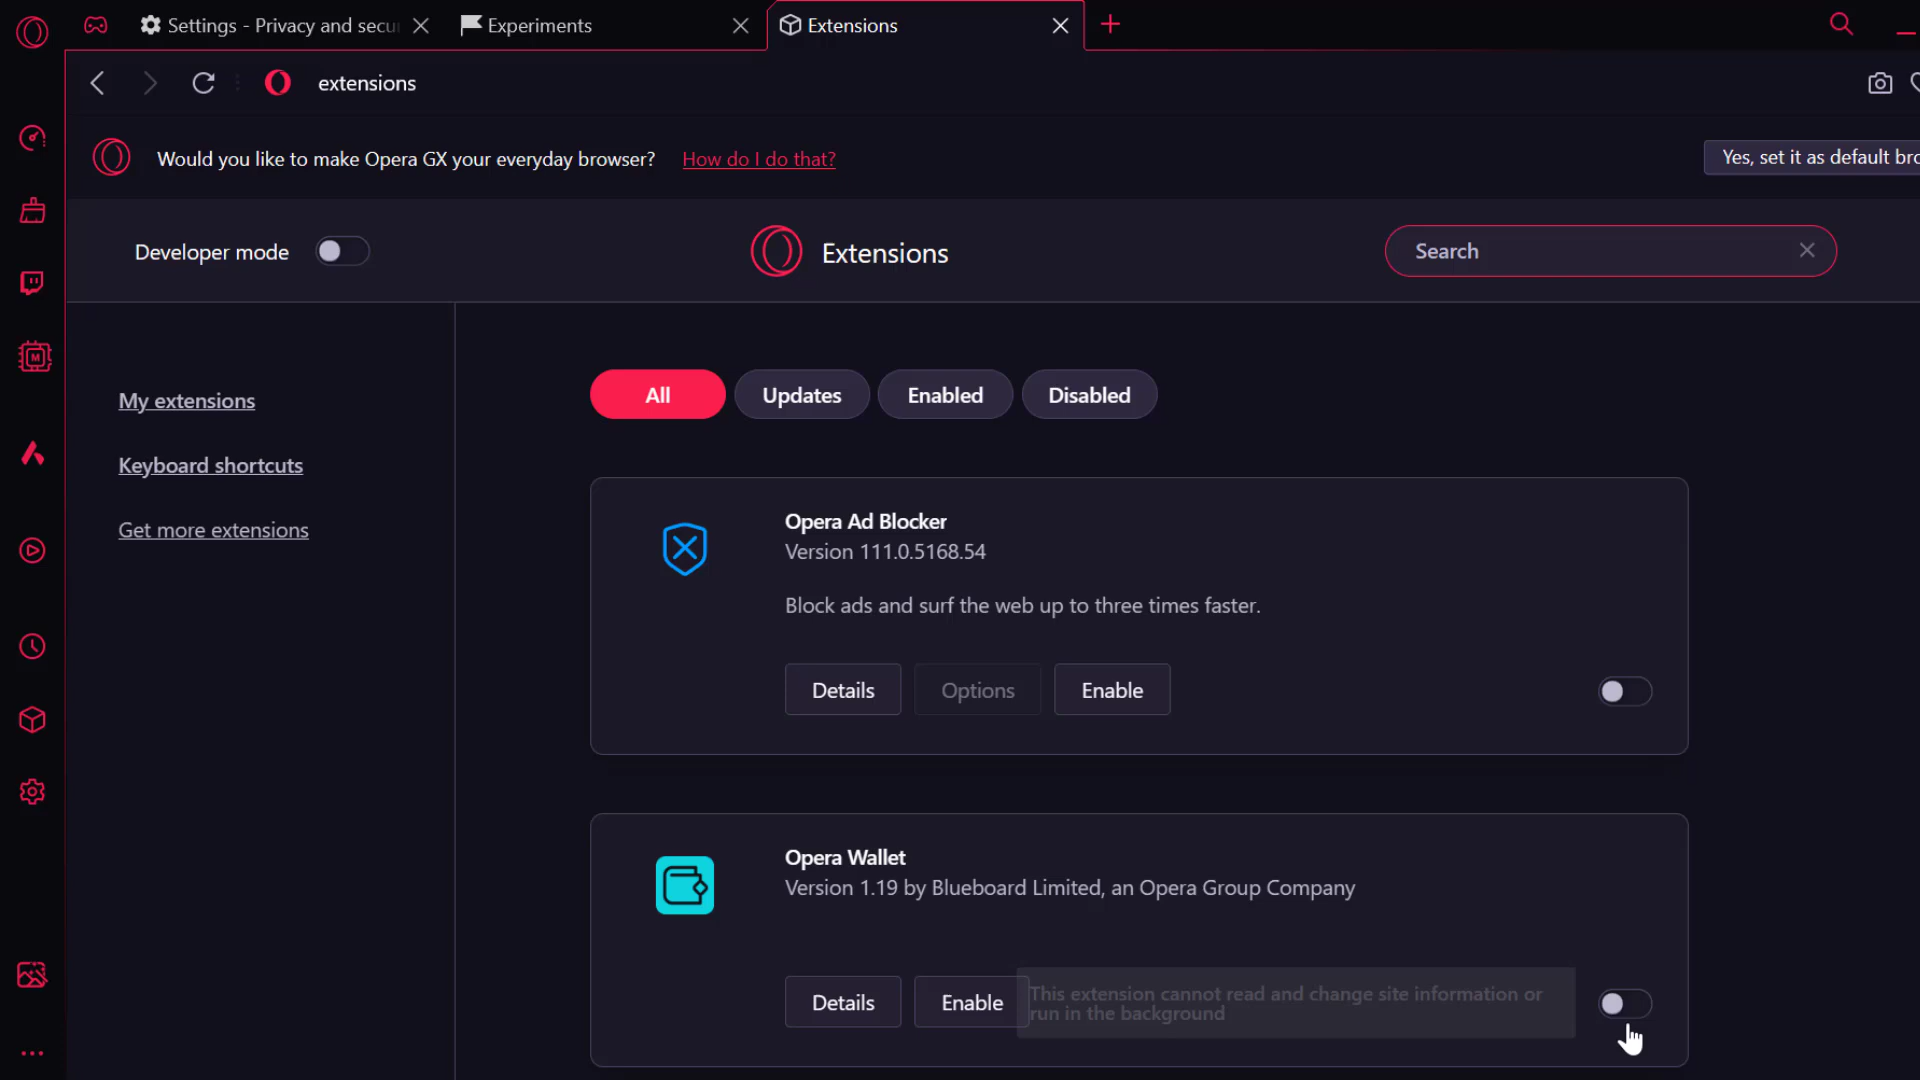 Settings - Privacy and secu
Experiments
Extensions
extensions
Would you like to make Opera GX your everyday browser? How do I do that?
Yes, set it as default bro
Developer mode
Extensions
Search
My extensions
Keyboard shortcuts
Get more extensions
All
Updates
Enabled
Disabled
Opera Ad Blocker
Version 111.0.5168.54
Block ads and surf the web up to three times faster.
Details
Options
Enable
Opera Wallet
Version 1.19 by Blueboard Limited, an Opera Group Company
Details
Enable
This extension cannot read and change site information or
run in the background
M